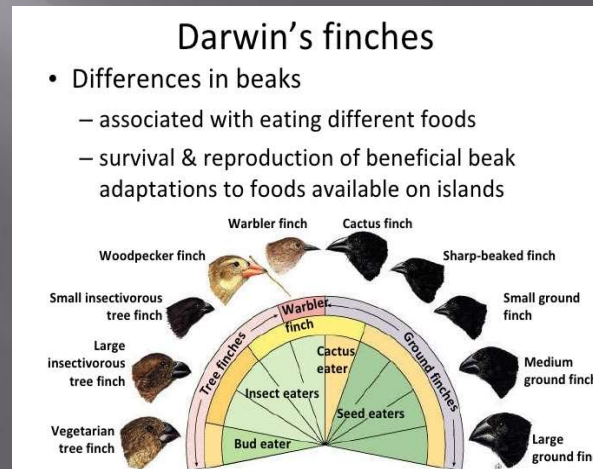 Darwin's finches
• Differences in beaks
– associated with eating different foods
– survival & reproduction of beneficial beak
adaptations to foods available on islands
Warbler finch
Cactus finch
Woodpecker finch
Sharp-beaked finch
Small insectivorous
tree finch
Small ground
finch
Large
insectivorous
tree finch
Medium
ground finch
Vegetarian
tree finch
Large
ground fin
Warbler
finch
Tree finches
Ground finches
Cactus
eater
Insect eaters
Seed eaters
Bud eater